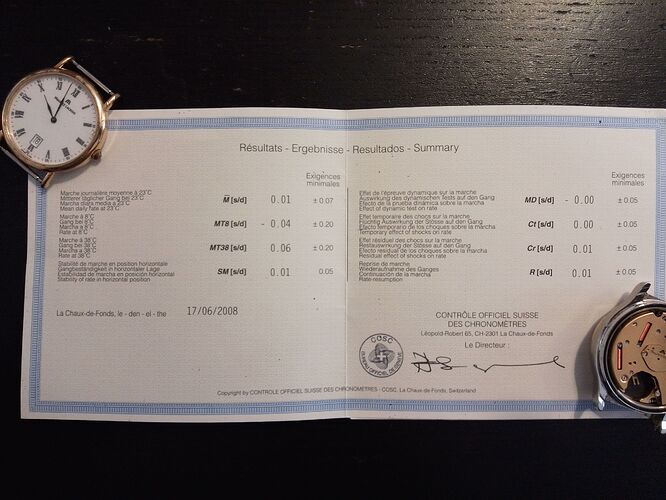 Résultats - Ergebnisse - Resultados - Summary
Exigences
minimales
Marche journalière moyenne à 23°C
Mittlerer täglicher Gang bei 23°C
Marcha diara media a 23°C
Mean daily rate at 23°C
M [s/d] 0.01 ± 0.07
Marche à 8°C
Gang bei 8°C
Marcha a 8°C
Rate at 8°C
MT8 [s/d] - 0.04 ± 0.20
Marche à 38°C
Gang bei 38°C
Marcha a 38°C
Rate at 38°C
MT38 [s/d] 0.06 ± 0.20
Stabilité de marche en position horizontale
Gangbeständigkeit in horizontaler Lage
Estabilidad de marcha en posición horizontal
Stability of rate in horizontal position
SM [s/d] 0.01 0.05
La Chaux-de-Fonds, le - den - el - the 17/06/2008
Exigences
minimales
Effet de l'épreuve dynamique sur la marche
Auswirkung des dynamischen Tests auf den Gang
Efecto de la prueba dinámica sobre la marcha
Effect of dynamic test on rate
MD [s/d] - 0.00 ± 0.05
Effet temporaire des chocs sur la marche
Flüchtig Auswirkung der Stösse auf den Gang
Efecto temporario de los choques sobre la marcha
Temporary effect of shocks on rate
Ct [s/d] 0.00 ± 0.05
Effet résiduel des chocs sur la marche
Restauswirkung der Stösse auf den Gang
Efecto residual de los choques sobre la marcha
Residual effect of shocks on rate
Cr [s/d] 0.01 ± 0.05
Reprise de marche
Wiederaufnahme des Ganges
Continuación de la marcha
Rate-resumption
R [s/d] 0.01 ± 0.05
CONTRÔLE OFFICIEL SUISSE
DES CHRONOMÈTRES
Léopold-Robert 65, CH-2301 La Chaux-de-Fonds
Le Directeur :
COSC
Copyright by CONTROLE OFFICIEL SUISSE DES CHRONOMETRES - COSC, La Chaux-de-Fonds, Switzerland